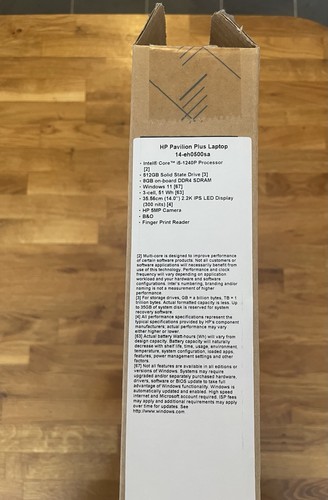 HP Pavilion Plus Laptop
14-eh0500sa
- Intel® Core™ i5-1240P Processor
[2]
- 512GB Solid State Drive [3]
- 8GB on-board DDR4 SDRAM
- Windows 11 [67]
- 3-cell, 51 Wh [63]
- 35.56cm (14.0") 2.2K IPS LED Display
(300 nits) [4]
- HP 5MP Camera
- B&O
- Finger Print Reader
[2] Multi-core is designed to improve performance
of certain software products. Not all customers or
software applications will necessarily benefit from
use of this technology. Performance and clock
frequency will vary depending on application
workload and your hardware and software
configurations. Intel's numbering, branding and/or
naming is not a measurement of higher
performance.
[3] For storage drives, GB = a billion bytes. TB = 1
trillion bytes. Actual formatted capacity is less. Up
to 35GB of system disk is reserved for system
recovery software.
[4] All performance specifications represent the
typical specifications provided by HP's component
manufacturers; actual performance may vary
either higher or lower.
[63] Actual battery Watt-hours (Wh) will vary from
design capacity. Battery capacity will naturally
decrease with shelf life, time, usage, environment,
temperature, system configuration, loaded apps,
features, power management settings and other
factors.
[67] Not all features are available in all editions or
versions of Windows. Systems may require
upgraded and/or separately purchased hardware,
drivers, software or BIOS update to take full
advantage of Windows functionality. Windows is
automatically updated and enabled. High speed
internet and Microsoft account required. ISP fees
may apply and additional requirements may apply
over time for updates. See
http://www.windows.com